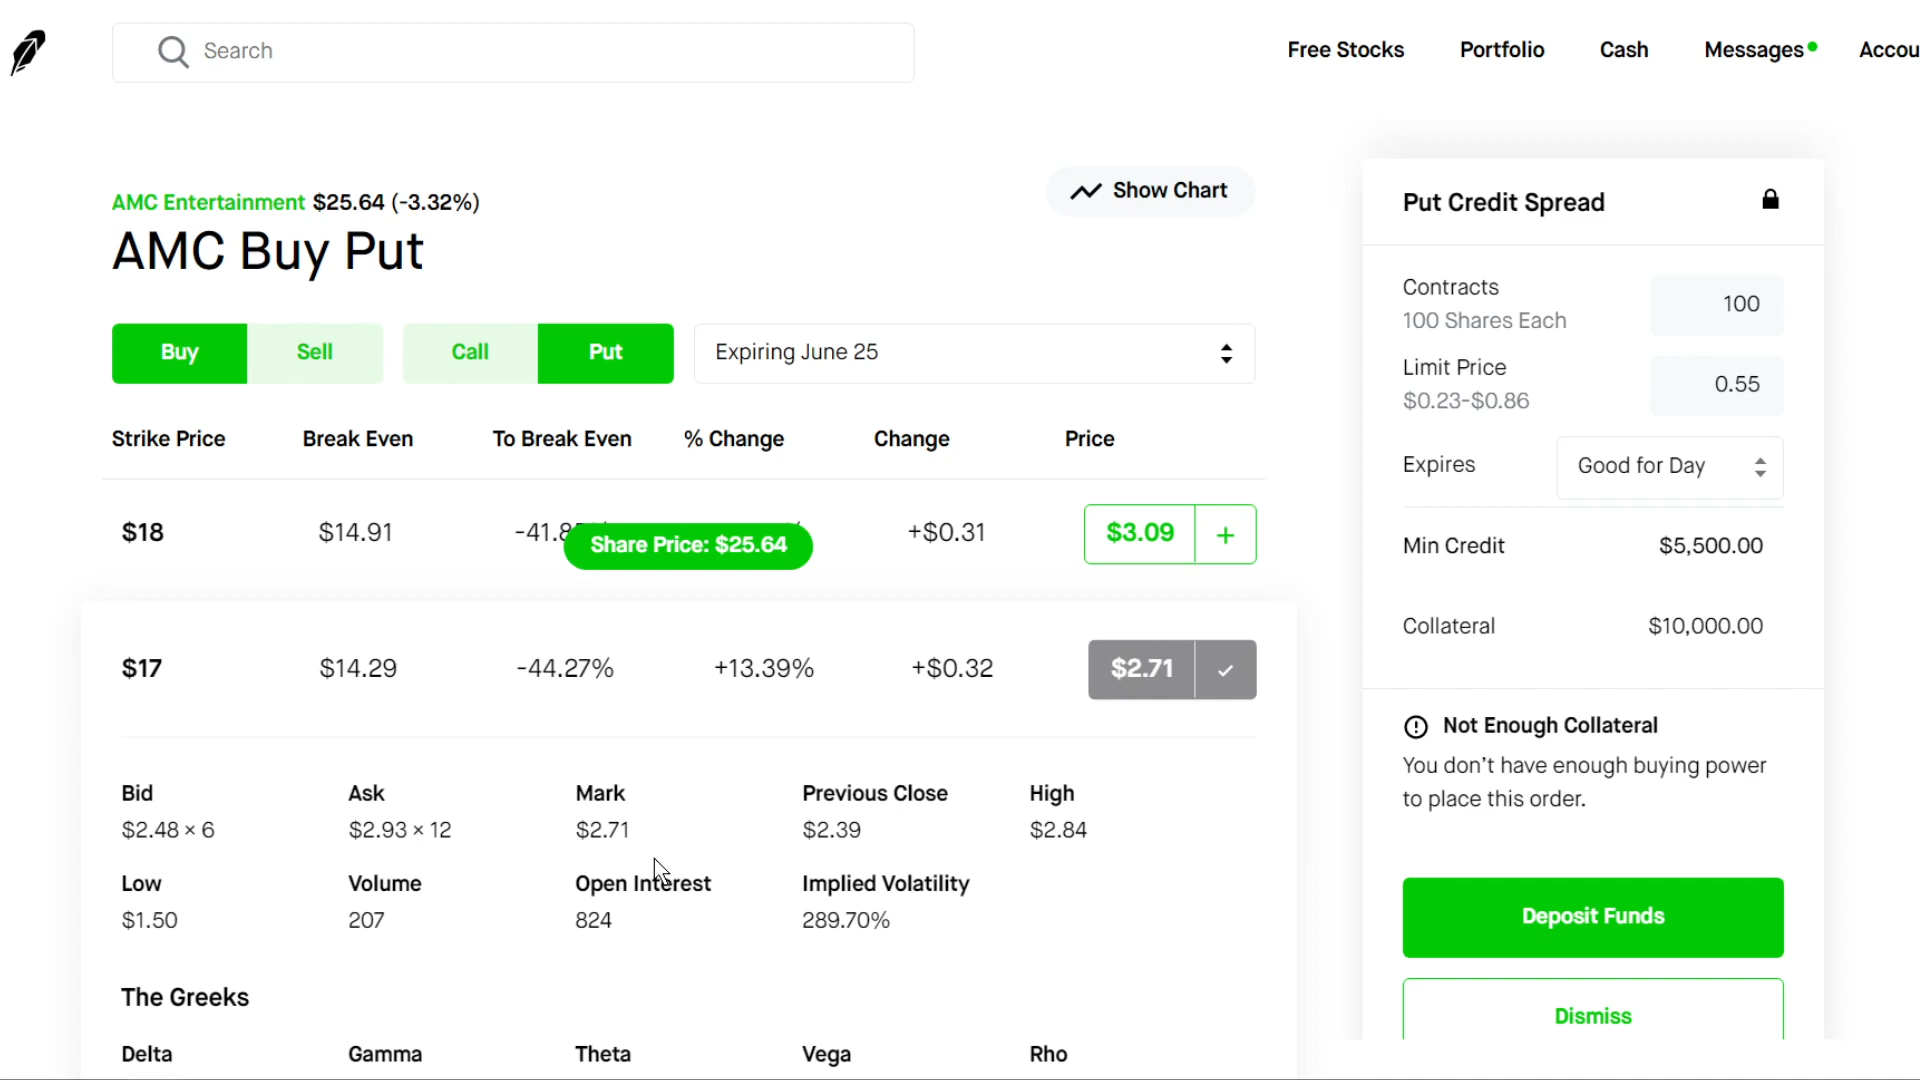 Search
Free Stocks Portfolio Cash Messages Accou
AMC Entertainment $25.64 (-3.32%)
AMC Buy Put
Show Chart
Buy Sell Call Put Expiring June 25
Strike Price Break Even To Break Even % Change Change Price
$18 $14.91 -41.8 +$0.31 $3.09 +
Share Price: $25.64
$17 $14.29 -44.27% +13.39% +$0.32 $2.71
Bid Ask Mark Previous Close High
$2.48 × 6 $2.93 × 12 $2.71 $2.39 $2.84
Low Volume Open Interest Implied Volatility
$1.50 207 824 289.70%
The Greeks
Delta Gamma Theta Vega Rho
Put Credit Spread
Contracts 100
100 Shares Each
Limit Price 0.55
$0.23-$0.86
Expires Good for Day
Min Credit $5,500.00
Collateral $10,000.00
Not Enough Collateral
You don't have enough buying power
to place this order.
Deposit Funds
Dismiss